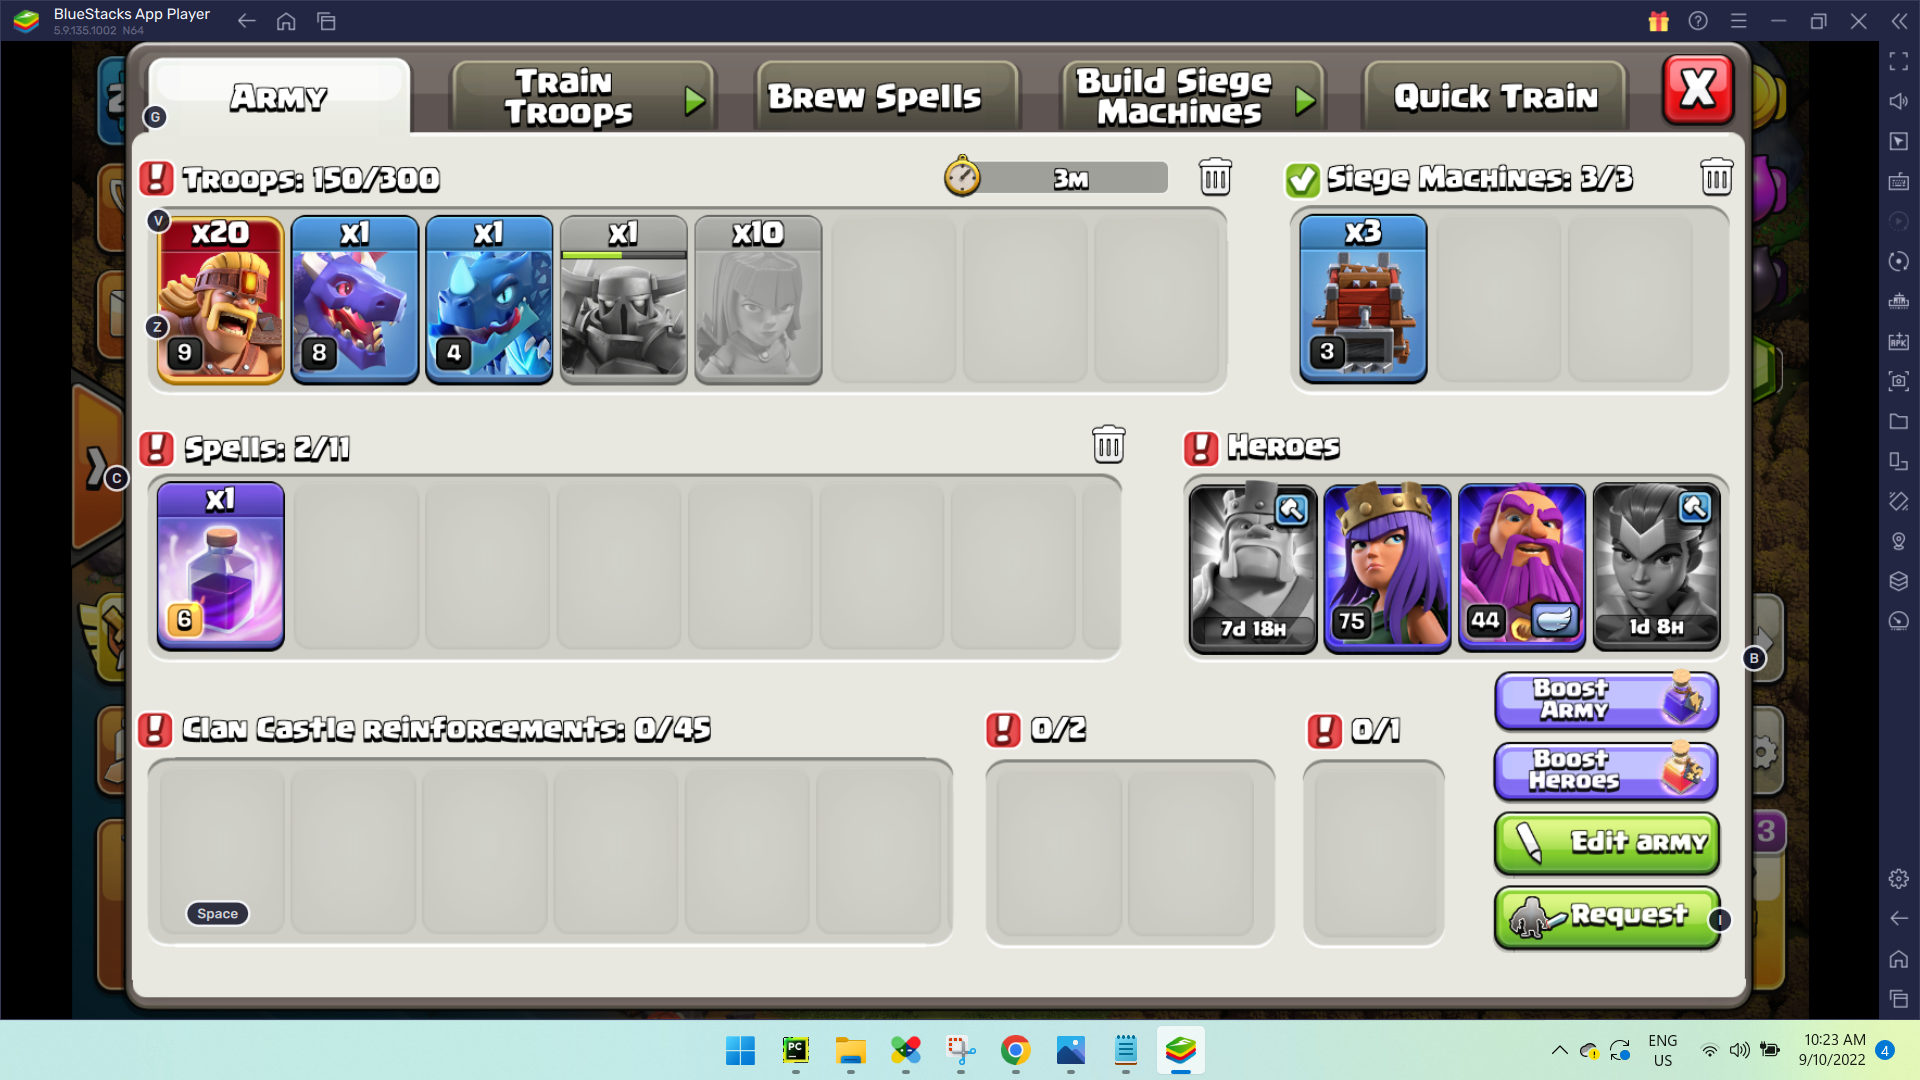 BlueStacks App Player
5.9.135.1002 N64
Army
Train Troops
Brew Spells
Build Siege Machines
Quick Train
X
G
! Troops: 150/300
3m
Siege Machines: 3/3
V
x20
x1
x1
x1
x10
x3
Z
9
8
4
3
! Spells: 2/11
! Heroes
C
x1
6
7d 18h
75
44
1d 8h
B
Boost Army
! Clan Castle reinforcements: 0/45
! 0/2
! 0/1
Boost Heroes
Edit army
3
Space
Request
I
PC
ENG
US
10:23 AM
9/10/2022
4